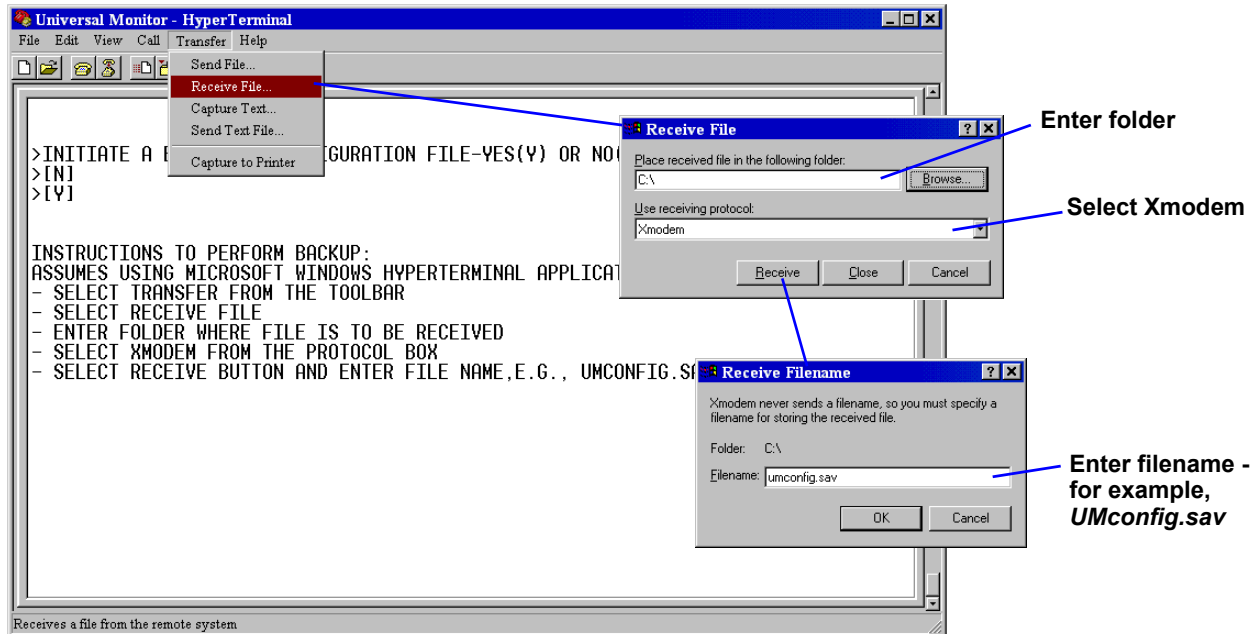 Universal Monitor - HyperTerminal
File Edit View Call Transfer Help
Send File...
Receive File...
Capture Text...
Send Text File...
Capture to Printer
>INITIATE A GURATION FILE-YES(Y) OR NO(
>[N]
>[Y]
INSTRUCTIONS TO PERFORM BACKUP:
ASSUMES USING MICROSOFT WINDOWS HYPERTERMINAL APPLICAT
- SELECT TRANSFER FROM THE TOOLBAR
- SELECT RECEIVE FILE
- ENTER FOLDER WHERE FILE IS TO BE RECEIVED
- SELECT XMODEM FROM THE PROTOCOL BOX
- SELECT RECEIVE BUTTON AND ENTER FILE NAME,E.G., UMCONFIG.SA
Receives a file from the remote system
Receive File
Place received file in the following folder:
C:\
Browse...
Use receiving protocol:
Xmodem
Receive Close Cancel
Enter folder
Select Xmodem
Receive Filename
Xmodem never sends a filename, so you must specify a
filename for storing the received file.
Folder: C:\
Filename: umconfig.sav
OK Cancel
Enter filename -
for example,
UMconfig.sav